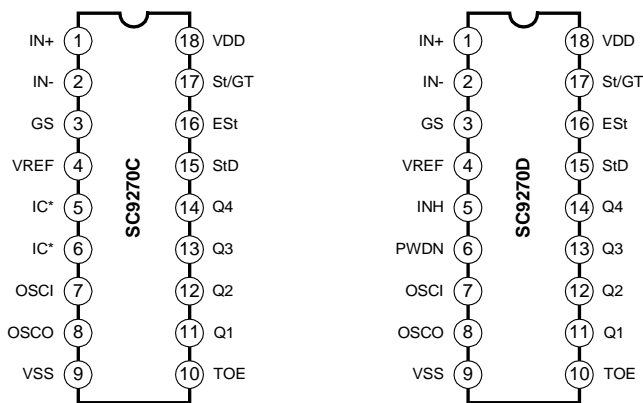 IN+ 1 18 VDD
IN- 2 17 St/GT
GS 3 16 ESt
VREF 4 15 StD
IC* 5 14 Q4
IC* 6 13 Q3
OSCI 7 12 Q2
OSCO 8 11 Q1
VSS 9 10 TOE
SC9270C
IN+ 1 18 VDD
IN- 2 17 St/GT
GS 3 16 ESt
VREF 4 15 StD
INH 5 14 Q4
PWDN 6 13 Q3
OSCI 7 12 Q2
OSCO 8 11 Q1
VSS 9 10 TOE
SC9270D